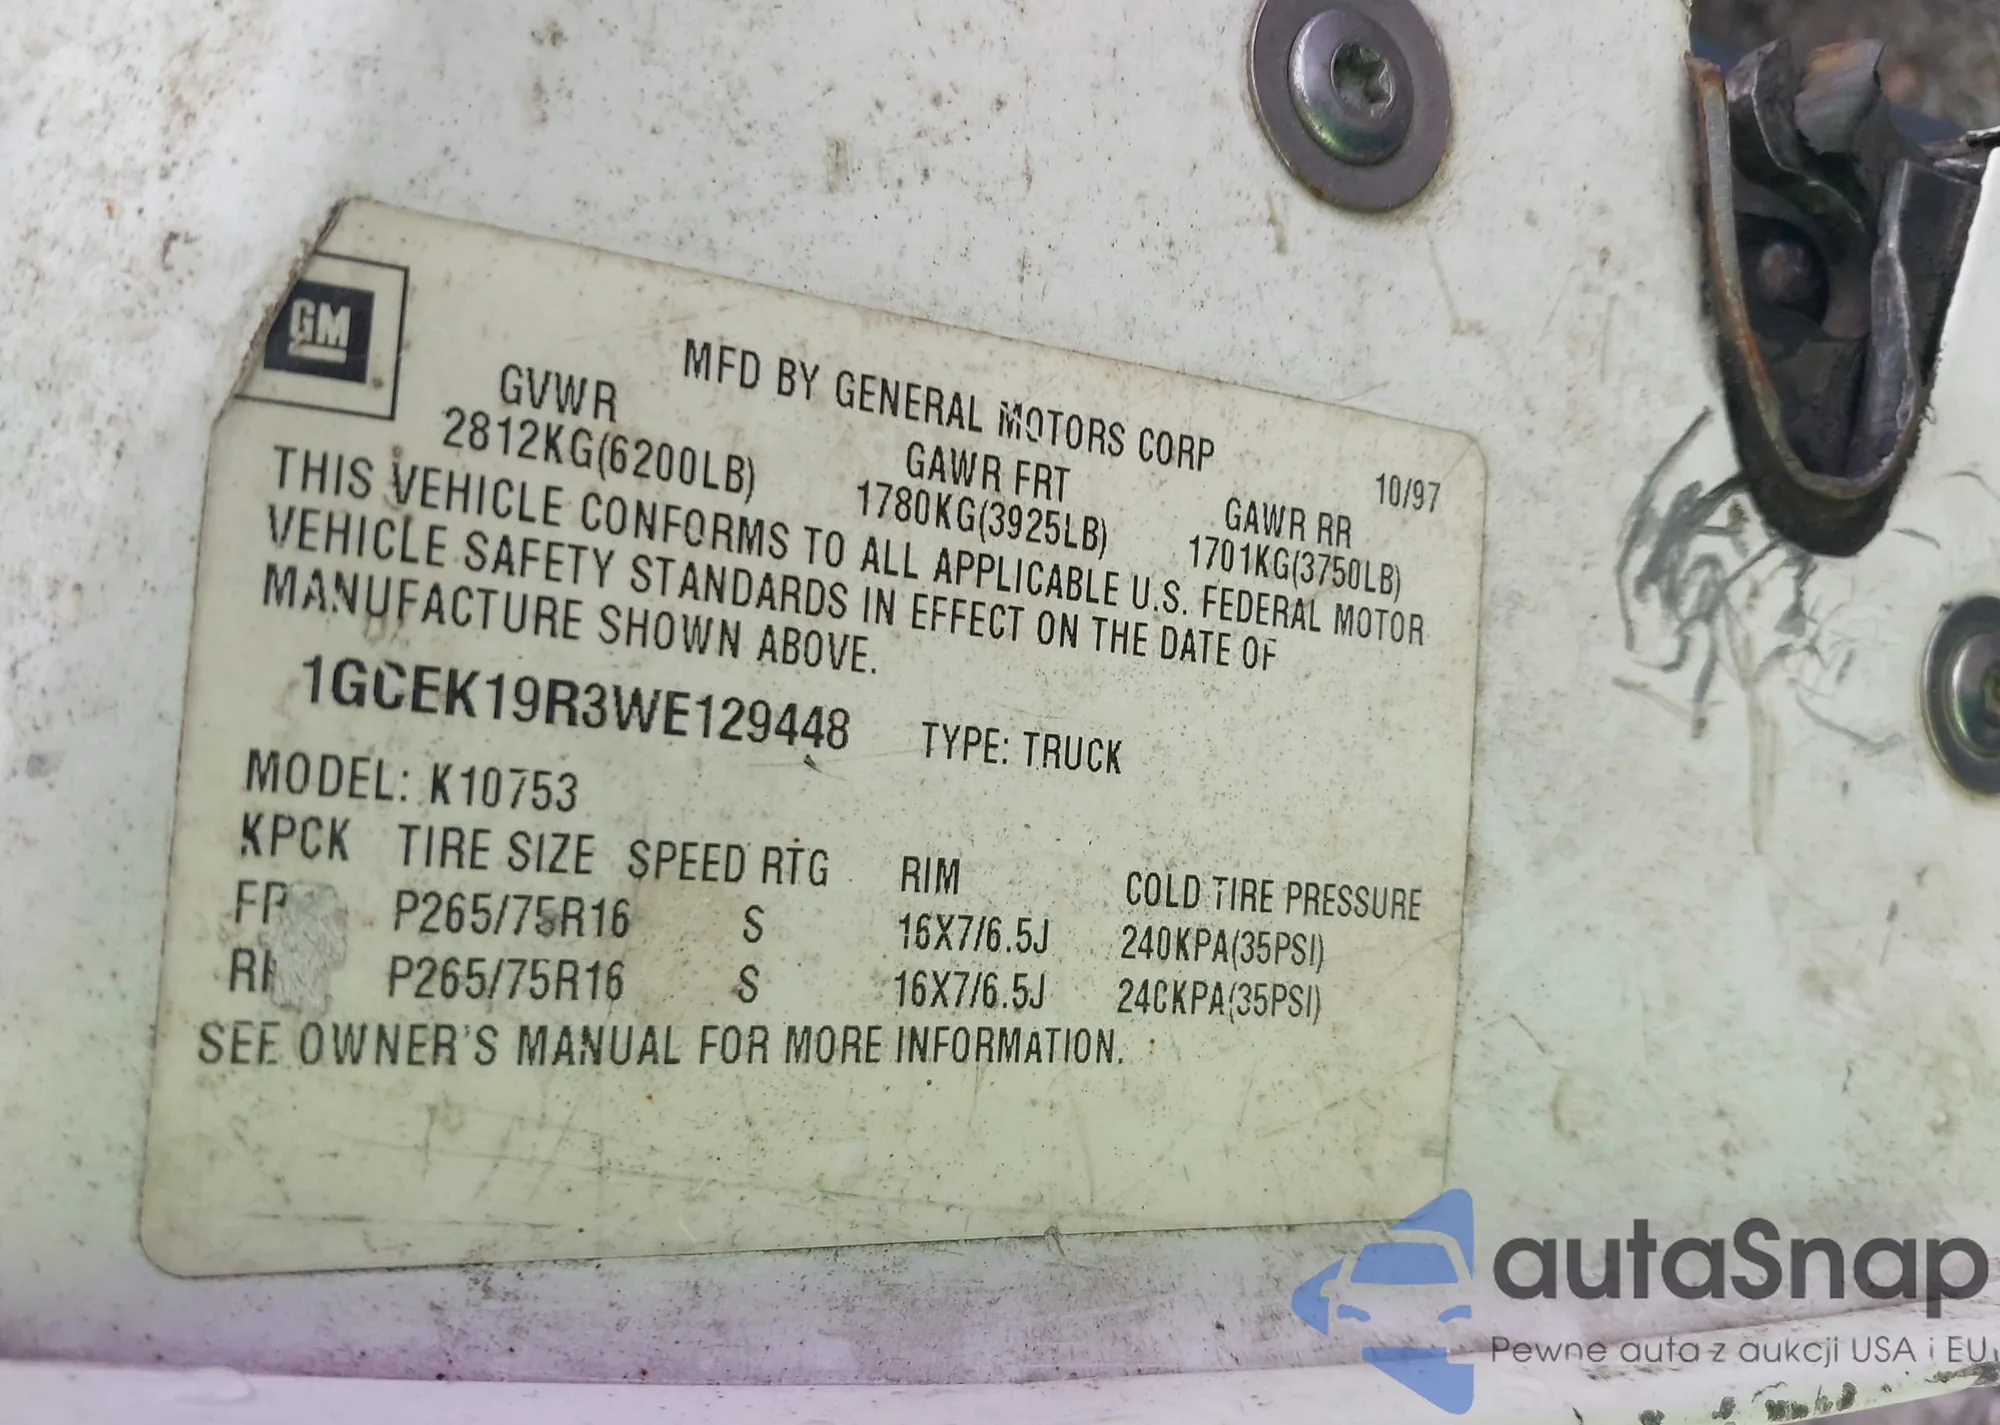 GM
MFD BY GENERAL MOTORS CORP
10/97
GVWR GAWR FRT GAWR RR
2812KG(6200LB) 1780KG(3925LB) 1701KG(3750LB)
THIS VEHICLE CONFORMS TO ALL APPLICABLE U.S. FEDERAL MOTOR
VEHICLE SAFETY STANDARDS IN EFFECT ON THE DATE OF
MANUFACTURE SHOWN ABOVE.
1GCEK19R3WE129448 TYPE: TRUCK
MODEL: K10753
KPCK TIRE SIZE SPEED RTG RIM COLD TIRE PRESSURE
P265/75R16 S 16X7/6.5J 240KPA(35PSI)
P265/75R16 S 16X7/6.5J 24CKPA(35PSI)
SEE OWNER'S MANUAL FOR MORE INFORMATION.
autaSnap
Pewne auta z aukcji USA i EU